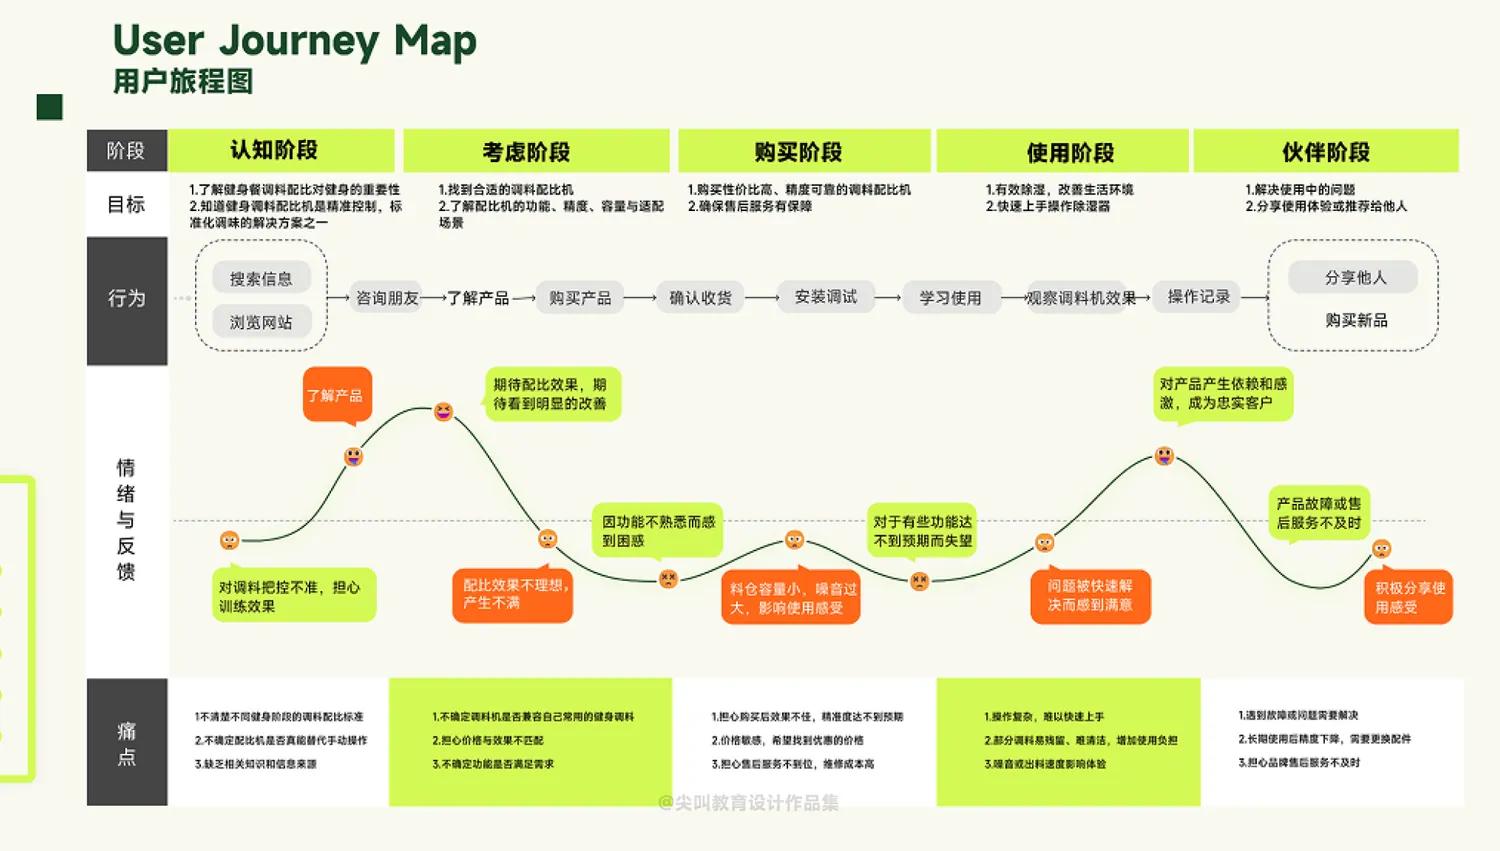 User Journey Map
用户旅程图
阶段
认知阶段
考虑阶段
购买阶段
使用阶段
伙伴阶段
目标
1.了解健身餐调料配比对健身的重要性
2.知道健身调料配比机是精准控制，标
准化调味的解决方案之一
1.找到合适的调料配比机
2.了解配比机的功能、精度、容量与适配
场景
1.购买性价比高、精度可靠的调料配比机
2.确保售后服务有保障
1.有效除湿，改善生活环境
2.快速上手操作除湿器
1.解决使用中的问题
2.分享使用体验或推荐给他人
行为
搜索信息
浏览网站
咨询朋友
了解产品
购买产品
确认收货
安装调试
学习使用
观察调料机效果
操作记录
分享他人
购买新品
情
绪
与
反
馈
了解产品
期待配比效果，期
待看到明显的改善
对产品产生依赖和感
激，成为忠实客户
因功能不熟悉而感
到困惑
对于有些功能达
不到预期而失望
产品故障或售
后服务不及时
对调料把控不准，担心
训练效果
配比效果不理想，
产生不满
料仓容量小、噪音过
大，影响使用感受
问题被快速解
决而感到满意
积极分享使
用感受
痛
点
1不清楚不同健身阶段的调料配比标准
2.不确定配比机是否真能替代手动操作
3.缺乏相关知识和信息来源
1.不确定调料机是否兼容自己常用的健身调料
2.担心价格与效果不匹配
3.不确定功能是否满足需求
1.担心购买后效果不佳，精准度达不到预期
2.价格敏感，希望找到优惠的价格
3.担心售后服务不到位，维修成本高
1.操作复杂，难以快速上手
2.部分调料易残留、难清洁，增加使用负担
3.噪音或出料速度影响体验
1.遇到故障或问题需要解决
2.长期使用后精度下降，需要更换配件
3.担心品牌售后服务不及时
@尖叫教育设计作品集